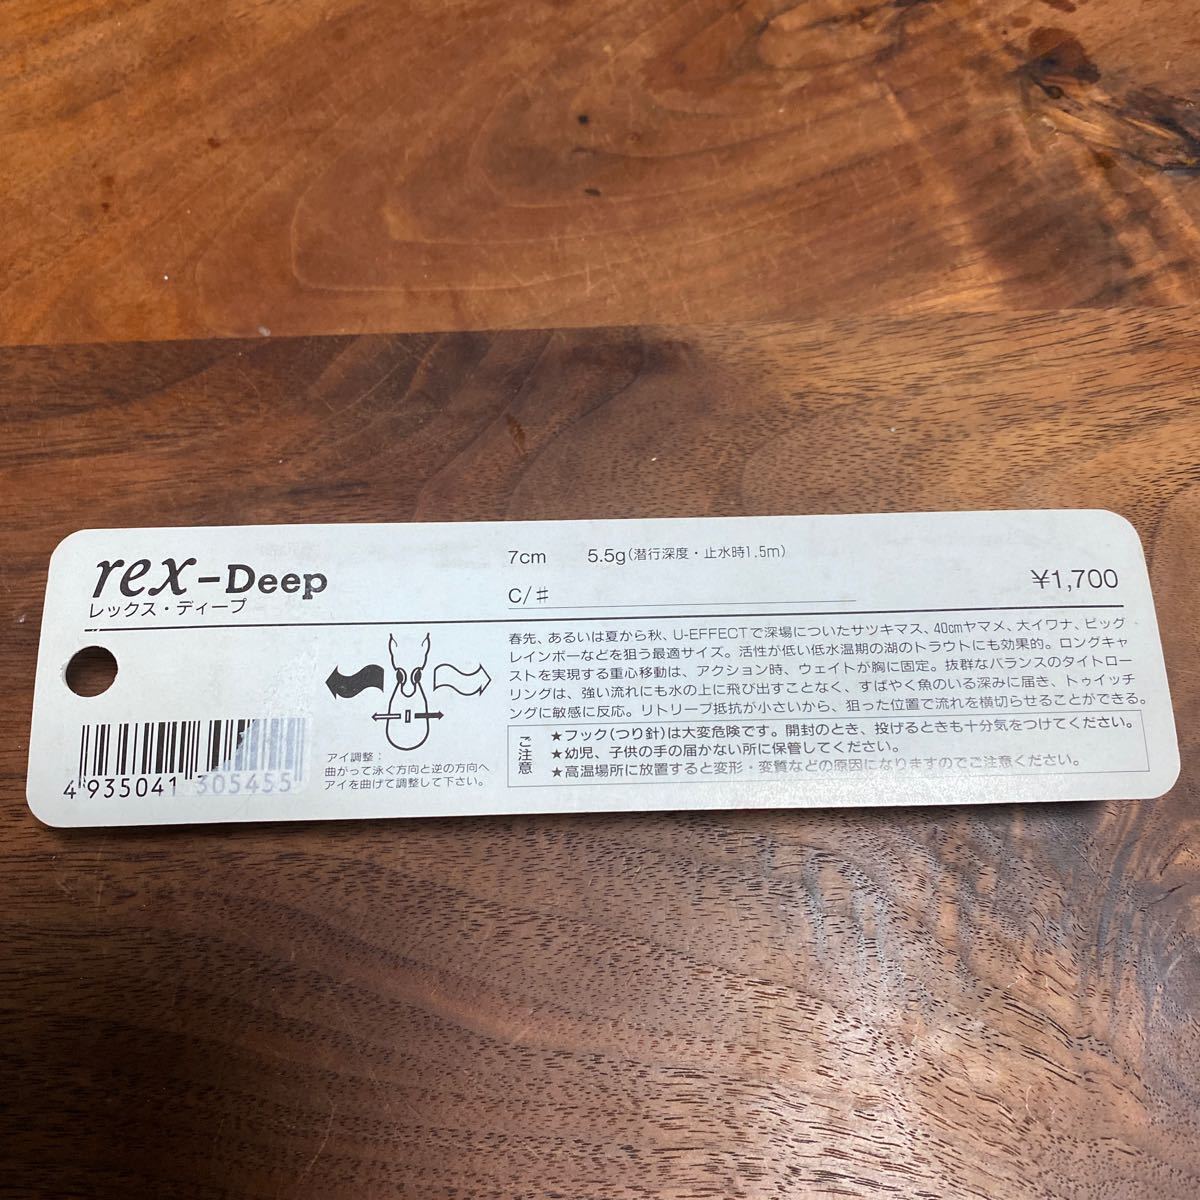 rex-Deep
レックス・ディープ
7cm 5.5g(潜行深度・止水時1.5m)
C/♯
¥1,700
春先、あるいは夏から秋、U-EFFECTで深場についたサツキマス、40cmヤマメ、大イワナ、ビッグ
レインボーなどを狙う最適サイズ。活性が低い低水温期の湖のトラウトにも効果的。ロングキャ
ストを実現する重心移動は、アクション時、ウェイトが胸に固定。抜群なバランスのタイトロー
リングは、強い流れにも水の上に飛び出すことなく、すばやく魚のいる深みに届き、トゥイッチ
ングに敏感に反応。リトリーブ抵抗が小さいから、狙った位置で流れを横切らせることができる。
ご注意
★フック(つり針)は大変危険です。開封のとき、投げるときも十分気をつけてください。
★幼児、子供の手の届かない所に保管してください。
★高温場所に放置すると変形・変質などの原因になりますのでご注意ください。
アイ調整:
曲がって泳ぐ方向と逆の方向へ
アイを曲げて調整して下さい。
4 935041 305455